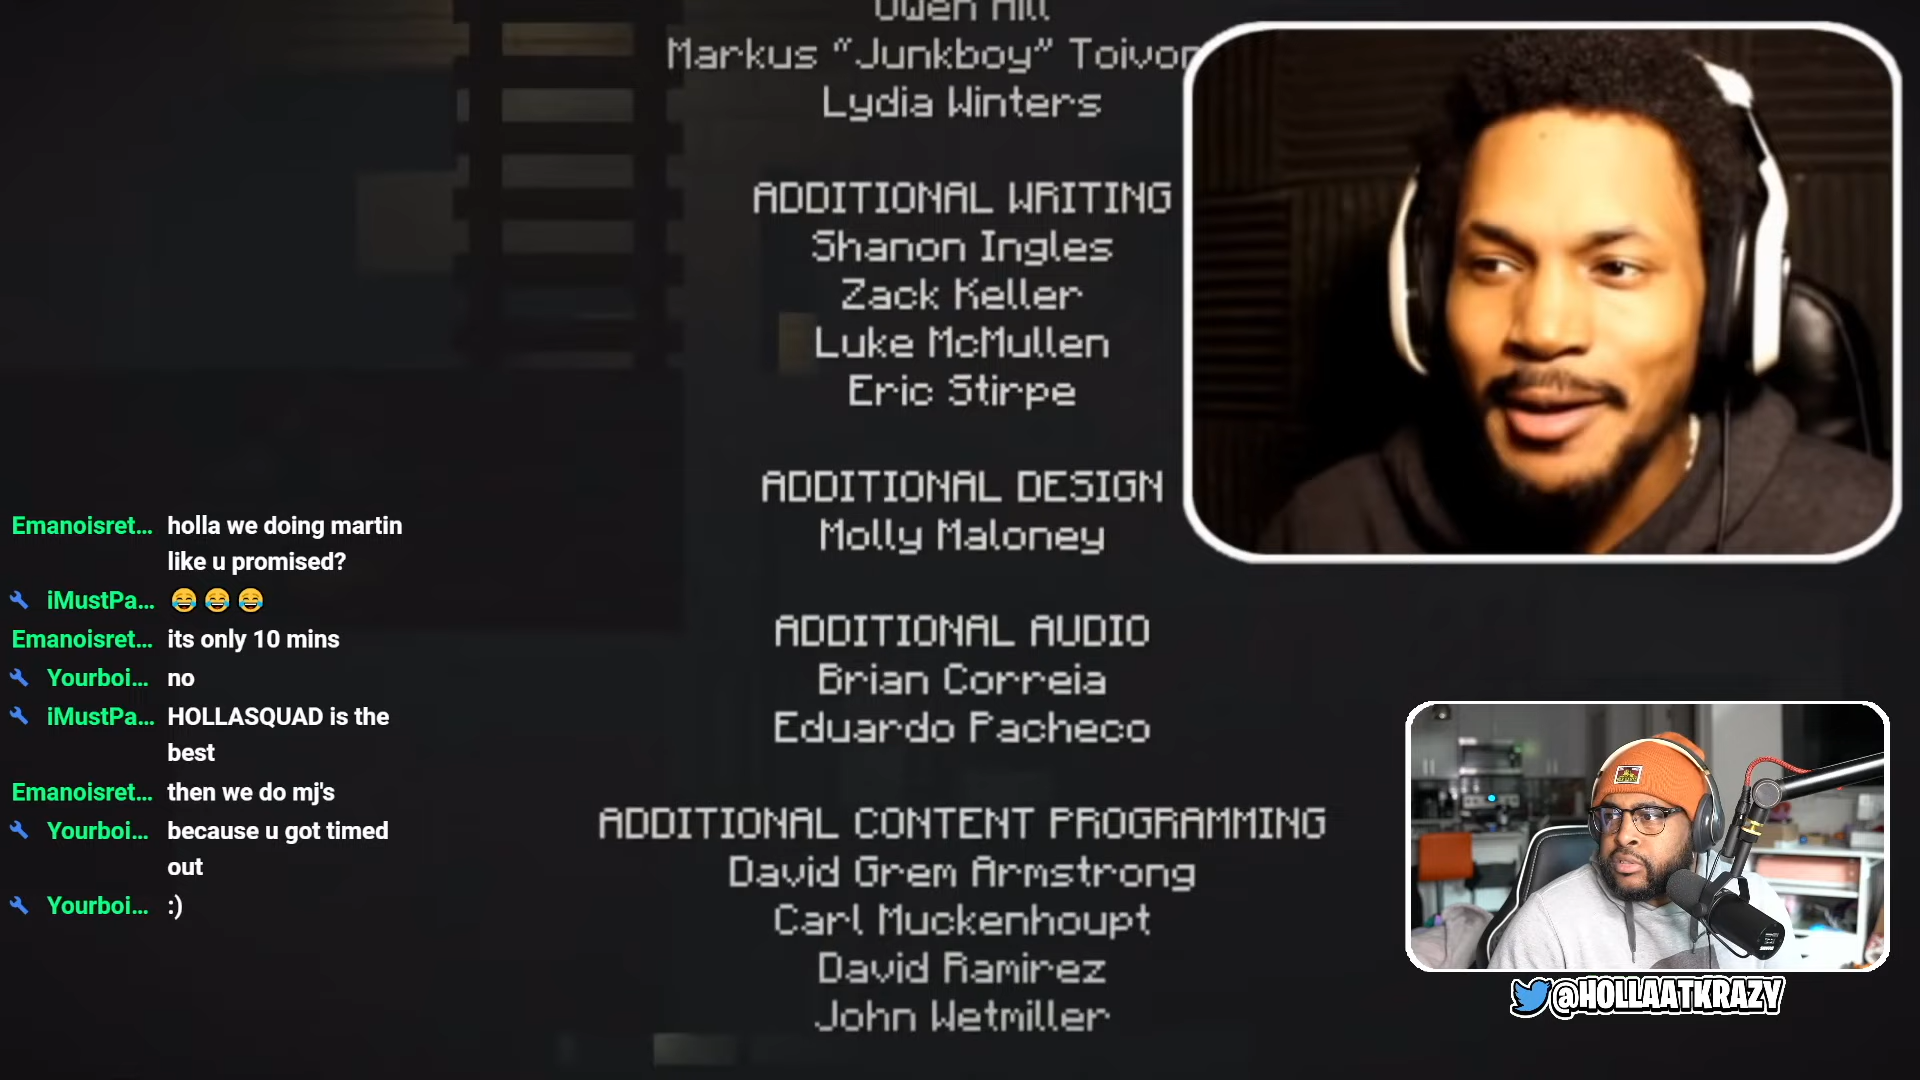 Owen Hill
Markus “Junkboy” Toivon
Lydia Winters
ADDITIONAL WRITING
Shanon Ingles
Zack Keller
Luke McMullen
Eric Stirpe
ADDITIONAL DESIGN
Molly Maloney
ADDITIONAL AUDIO
Brian Correia
Eduardo Pacheco
ADDITIONAL CONTENT PROGRAMMING
David Grem Armstrong
Carl Muckenhoupt
David Ramirez
John Wetmiller
Emanoisret... holla we doing martin
like u promised?
iMustPa... 😂 😂 😂
Emanoisret... its only 10 mins
Yourboi... no
iMustPa... HOLLASQUAD is the
best
Emanoisret... then we do mj's
Yourboi... because u got timed
out
Yourboi... :)
@HOLLAATKRAZY